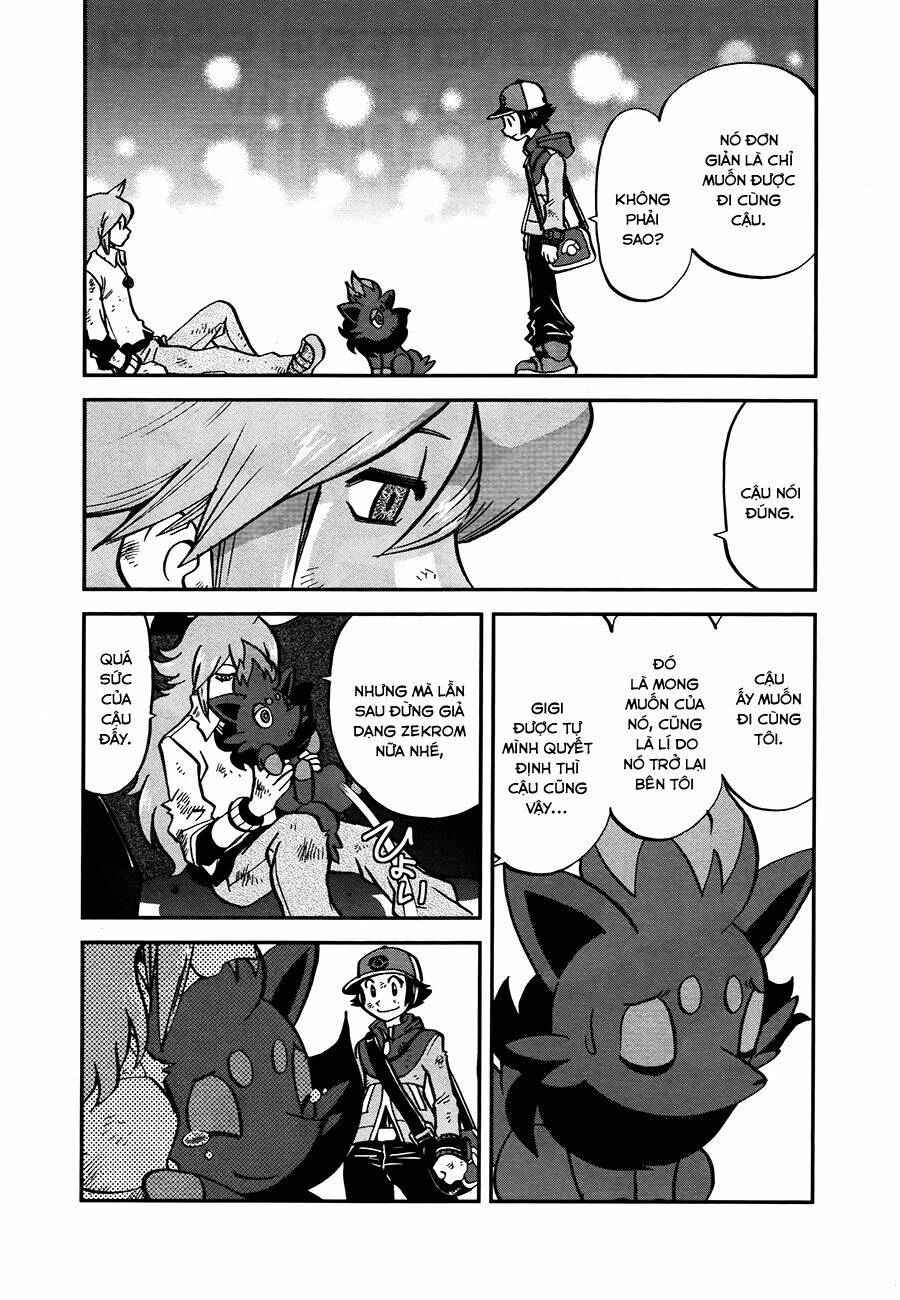 NÓ ĐƠN
GIẢN LÀ CHỈ
MUỐN ĐƯỢC
ĐI CÙNG
CẬU.
KHÔNG
PHẢI
SAO?
CẬU NÓI
ĐÚNG.
CẬU
ẤY MUỐN
ĐI CÙNG
TÔI.
ĐÓ
LÀ MONG
MUỐN CỦA
NÓ, CŨNG
LÀ LÍ DO
NÓ TRỞ LẠI
BÊN TÔI
GIGI
ĐƯỢC TỰ
MÌNH QUYẾT
ĐỊNH THÌ
CẬU CŨNG
VẬY...
NHƯNG MÀ LẦN
SAU ĐỪNG GIẢ
DẠNG ZEKROM
NỮA NHÉ,
QUÁ
SỨC
CỦA
CẬU
ĐẤY.
ひょい